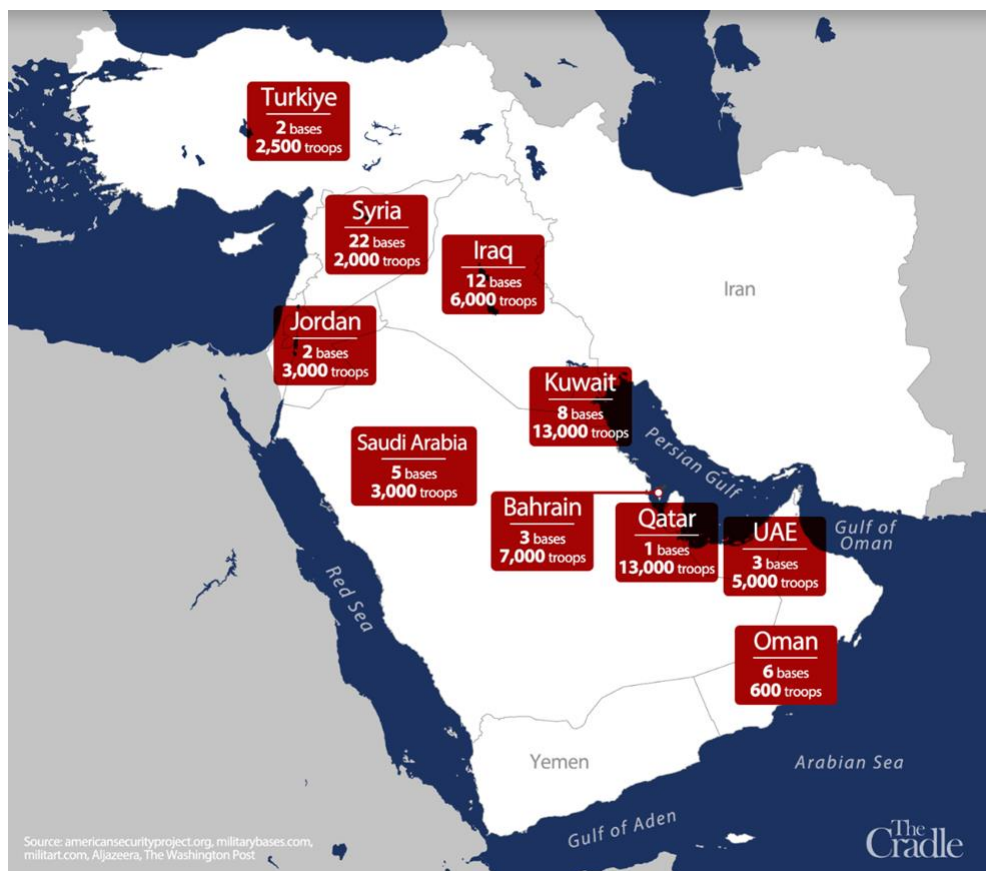 Turkiye
2 bases
2,500 troops
Syria
22 bases
2,000 troops
Iraq
12 bases
6,000 troops
Iran
Jordan
2 bases
3,000 troops
Kuwait
8 bases
13,000 troops
Saudi Arabia
5 bases
3,000 troops
Persian Gulf
Bahrain
3 bases
7,000 troops
Qatar
1 bases
13,000 troops
UAE
3 bases
5,000 troops
Gulf of
Oman
Red Sea
Oman
6 bases
600 troops
Yemen
Arabian Sea
Gulf of Aden
Source: americansecurityproject.org, militarybases.com,
militart.com, Aljazeera, The Washington Post
The
Cradle